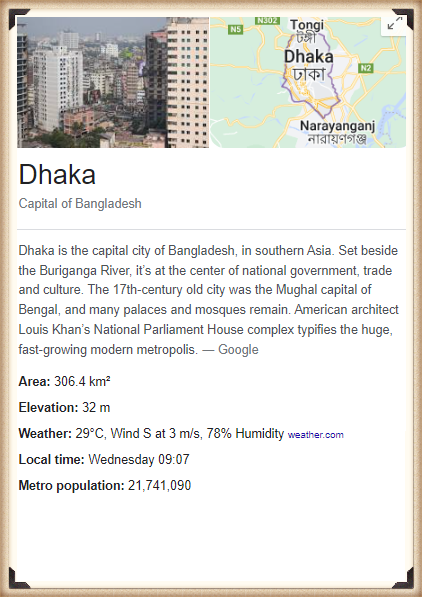 N302
Tongi
টঙ্গী
N5
Dhaka
ঢাকা
N2
Narayanganj
নারায়ণগঞ্জ
Dhaka
Capital of Bangladesh
Dhaka is the capital city of Bangladesh, in southern Asia. Set beside
the Buriganga River, it’s at the center of national government, trade
and culture. The 17th-century old city was the Mughal capital of
Bengal, and many palaces and mosques remain. American architect
Louis Khan’s National Parliament House complex typifies the huge,
fast-growing modern metropolis. — Google
Area: 306.4 km²
Elevation: 32 m
Weather: 29°C, Wind S at 3 m/s, 78% Humidity weather.com
Local time: Wednesday 09:07
Metro population: 21,741,090